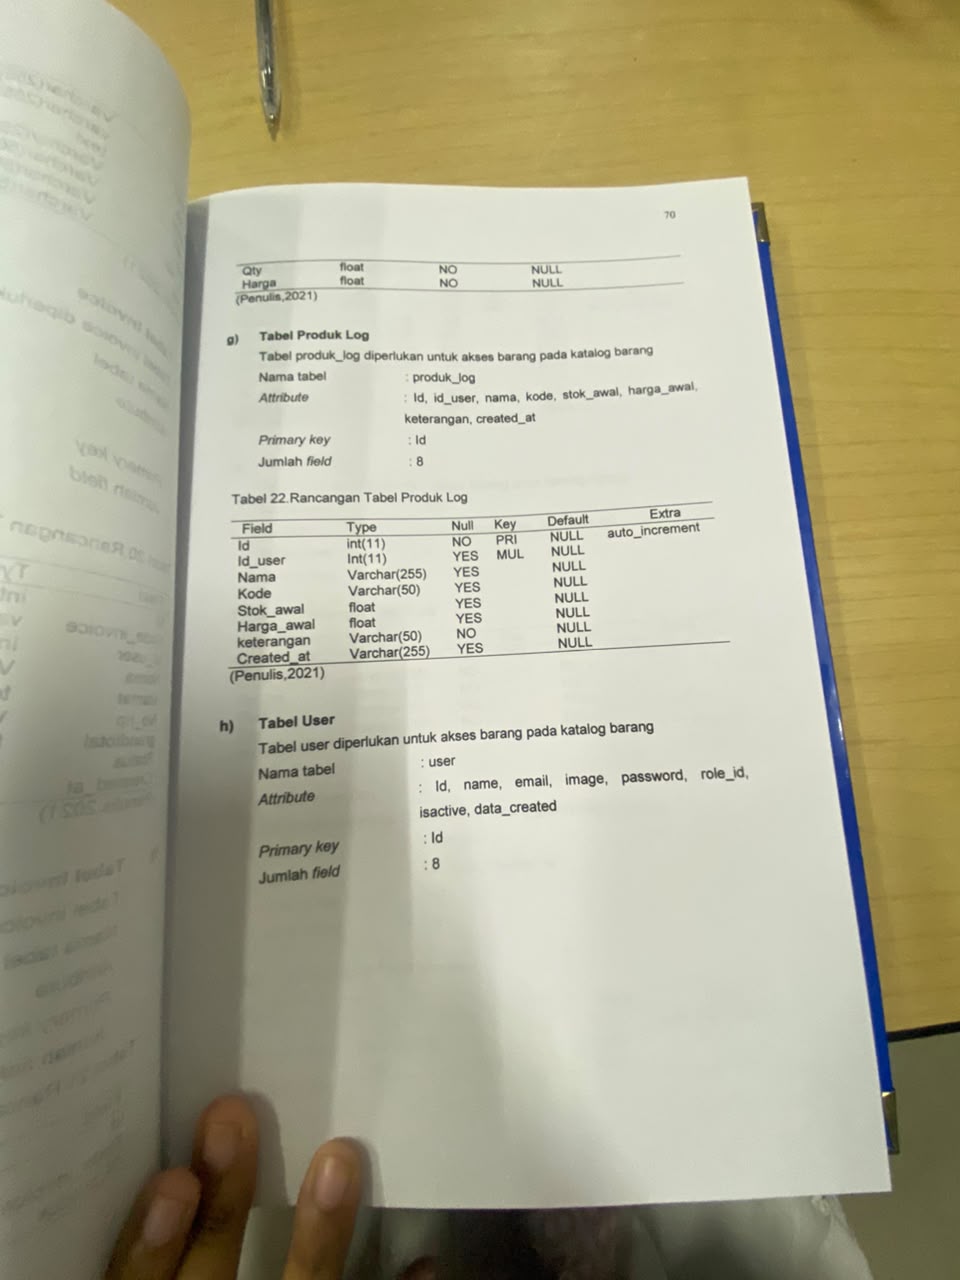 70
Qty float NO NULL
Harga float NO NULL
(Penulis,2021)
g) Tabel Produk Log
Tabel produk_log diperlukan untuk akses barang pada katalog barang
Nama tabel : produk_log
Attribute : Id, id_user, nama, kode, stok_awal, harga_awal,
keterangan, created_at
Primary key : Id
Jumlah field : 8
Tabel 22.Rancangan Tabel Produk Log
Field Type Null Key Default Extra
Id int(11) NO PRI NULL auto_increment
Id_user Int(11) YES MUL NULL
Nama Varchar(255) YES NULL
Kode Varchar(50) YES NULL
Stok_awal float YES NULL
Harga_awal float YES NULL
keterangan Varchar(50) NO NULL
Created_at Varchar(255) YES NULL
(Penulis,2021)
h) Tabel User
Tabel user diperlukan untuk akses barang pada katalog barang
Nama tabel : user
Attribute : Id, name, email, image, password, role_id,
isactive, data_created
Primary key : Id
Jumlah field : 8